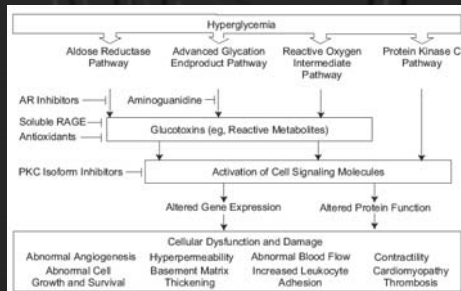 Hyperglycemia
Aldose Reductase Pathway
Advanced Glycation Endproduct Pathway
Reactive Oxygen Intermediate Pathway
Protein Kinase C Pathway
AR Inhibitors
Aminoguanidine
Soluble RAGE
Antioxidants
Glucotoxins (eg, Reactive Metabolites)
PKC Isoform Inhibitors
Activation of Cell Signaling Molecules
Altered Gene Expression
Altered Protein Function
Cellular Dysfunction and Damage
Abnormal Angiogenesis
Abnormal Cell
Growth and Survival
Hyperpermeability
Basement Matrix
Thickening
Abnormal Blood Flow
Increased Leukocyte
Adhesion
Contractility
Cardiomyopathy
Thrombosis